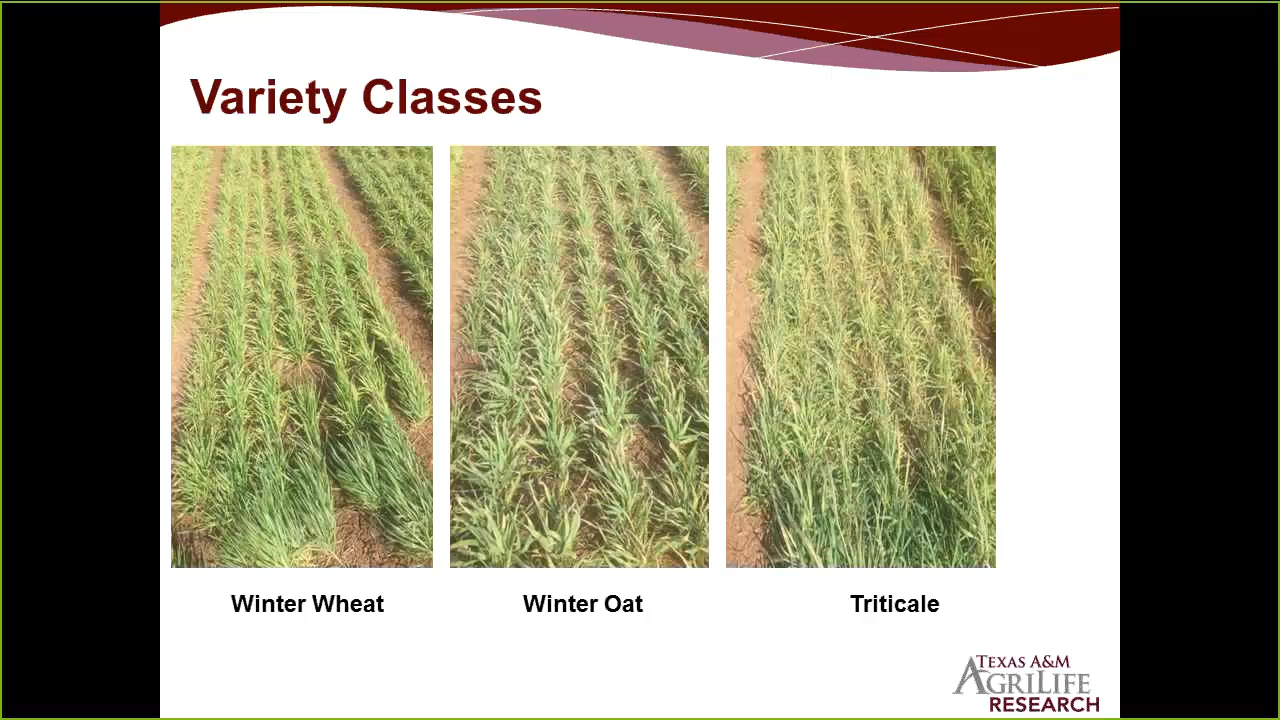 Variety Classes
Winter Wheat
Winter Oat
Triticale
TEXAS A&M
AGRILIFE
RESEARCH